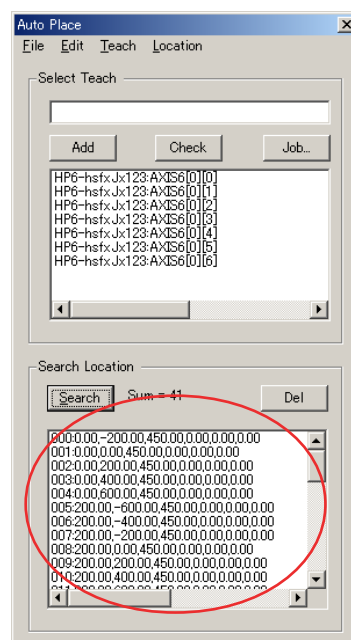 Auto Place
File Edit Teach Location
Select Teach
Add Check Job...
HP6-hsfxJx123:AXIS6[0][0]
HP6-hsfxJx123:AXIS6[0][1]
HP6-hsfxJx123:AXIS6[0][2]
HP6-hsfxJx123:AXIS6[0][3]
HP6-hsfxJx123:AXIS6[0][4]
HP6-hsfxJx123:AXIS6[0][5]
HP6-hsfxJx123:AXIS6[0][6]
Search Location
Search Sum = 41 Del
000:0.00,-200.00,450.00,0.00,0.00,0.00
001:0.00,0.00,450.00,0.00,0.00,0.00
002:0.00,200.00,450.00,0.00,0.00,0.00
003:0.00,400.00,450.00,0.00,0.00,0.00
004:0.00,600.00,450.00,0.00,0.00,0.00
005:200.00,-600.00,450.00,0.00,0.00,0.00
006:200.00,-400.00,450.00,0.00,0.00,0.00
007:200.00,-200.00,450.00,0.00,0.00,0.00
008:200.00,0.00,450.00,0.00,0.00,0.00
009:200.00,200.00,450.00,0.00,0.00,0.00
010:200.00,400.00,450.00,0.00,0.00,0.00